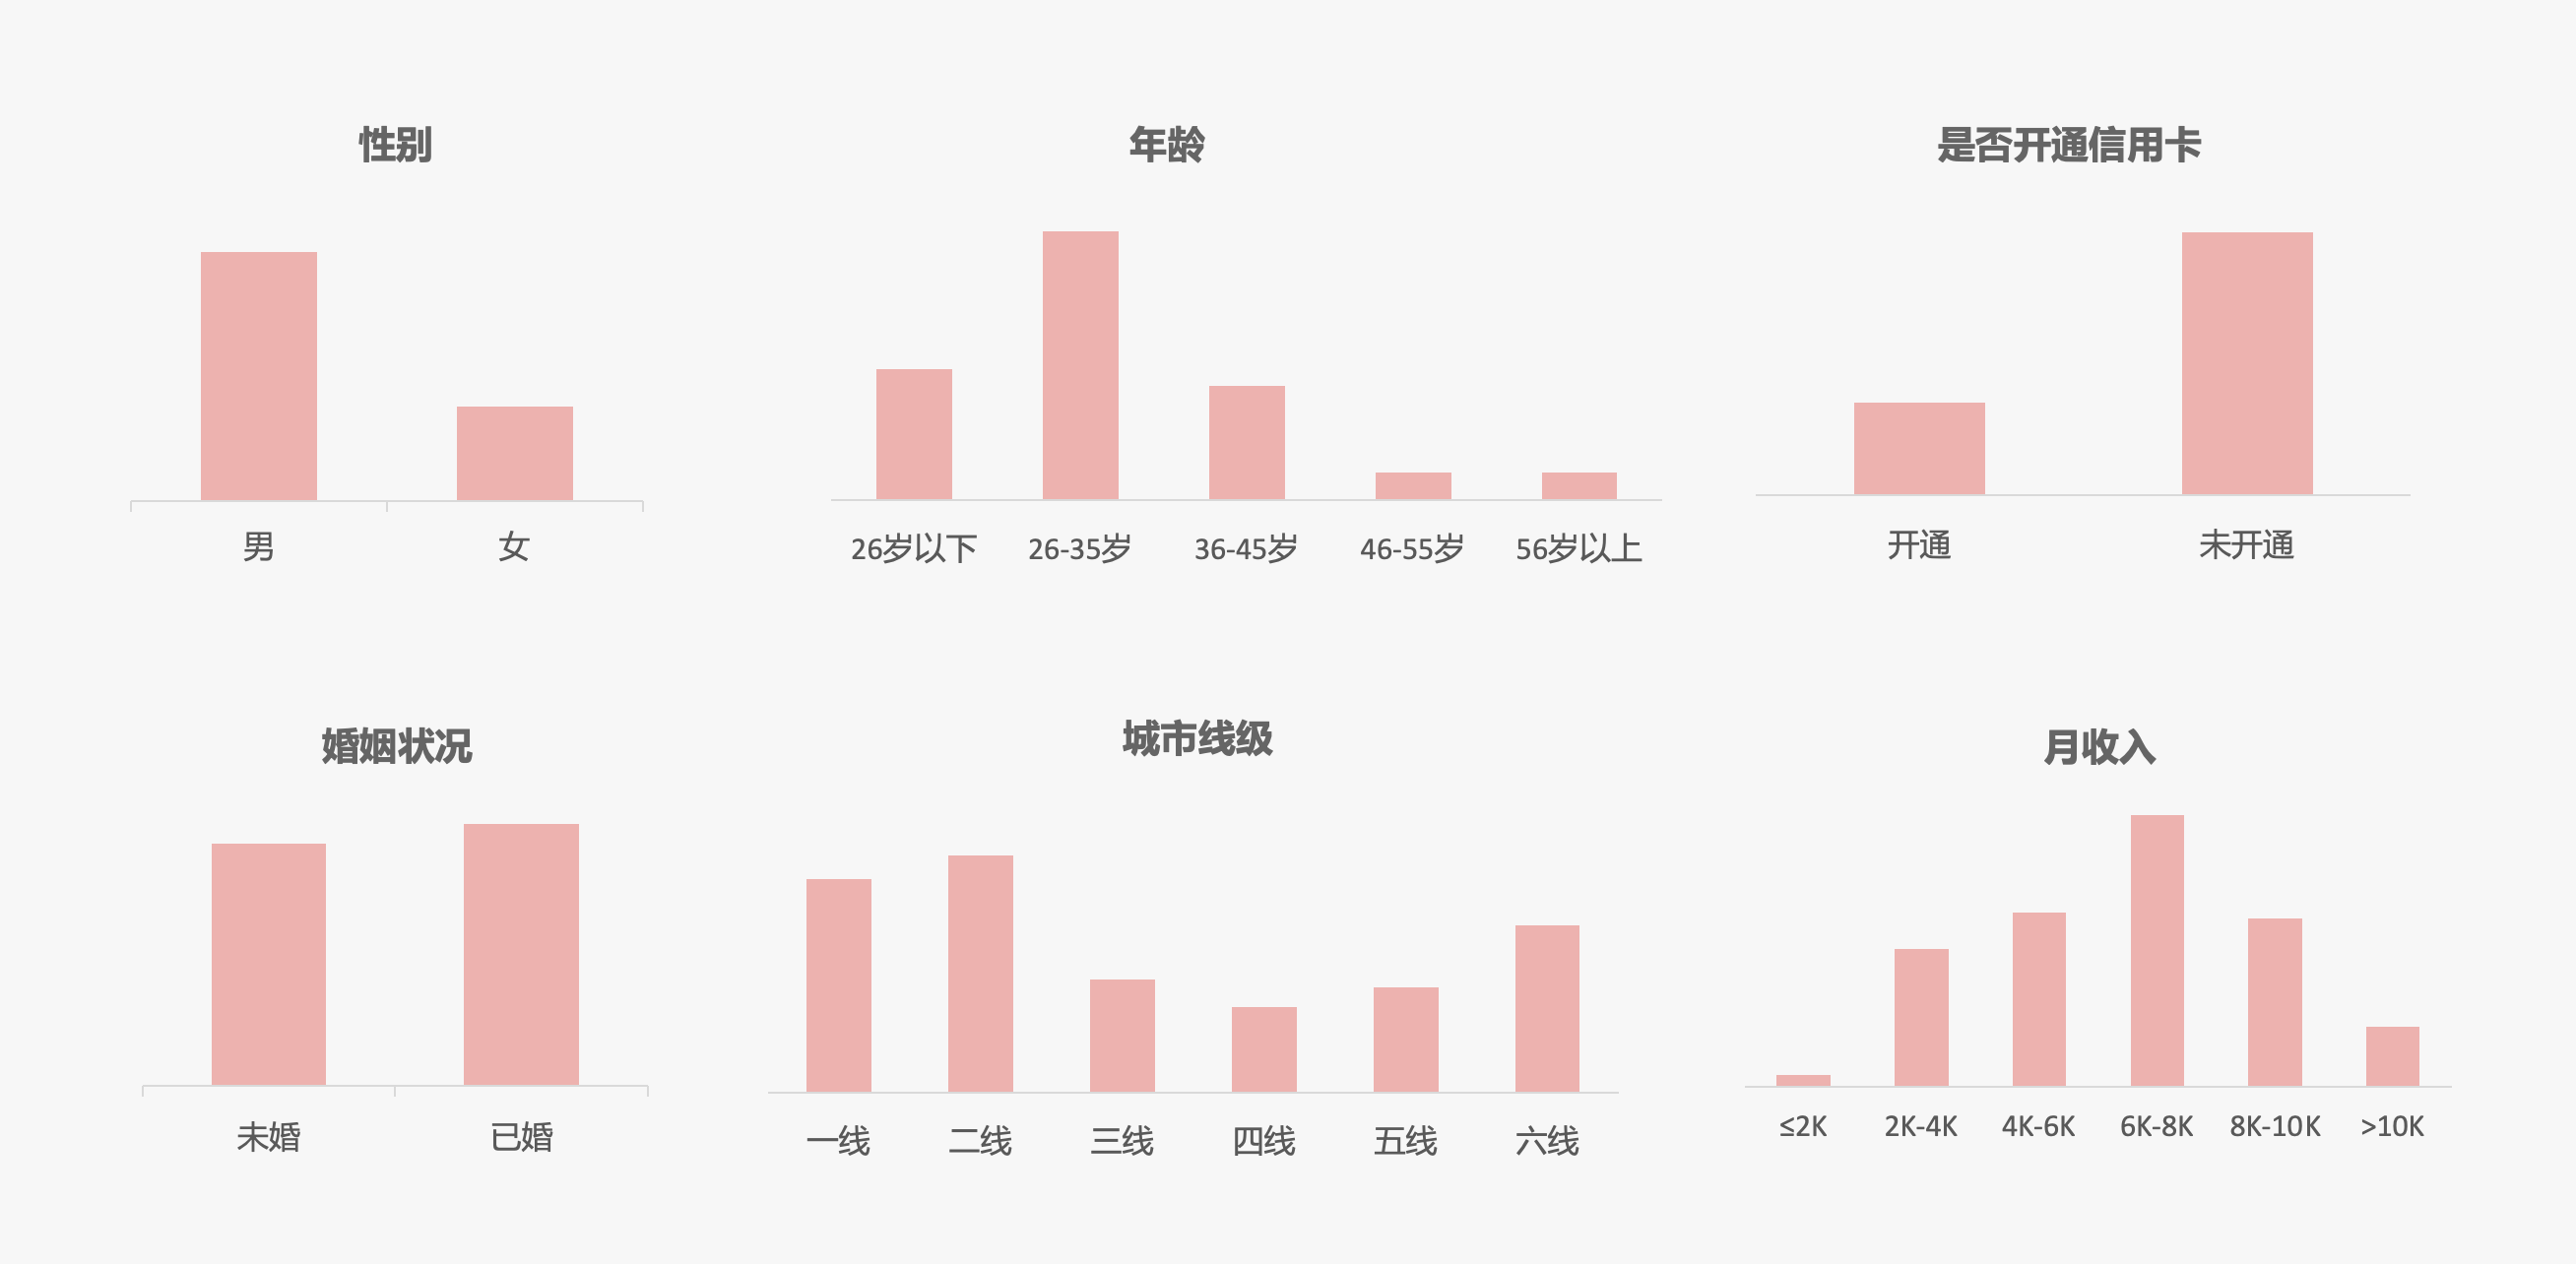 性别
男
女
年龄
26岁以下
26-35岁
36-45岁
46-55岁
56岁以上
是否开通信用卡
开通
未开通
婚姻状况
未婚
已婚
城市线级
一线
二线
三线
四线
五线
六线
月收入
≤2K
2K-4K
4K-6K
6K-8K
8K-10K
>10K